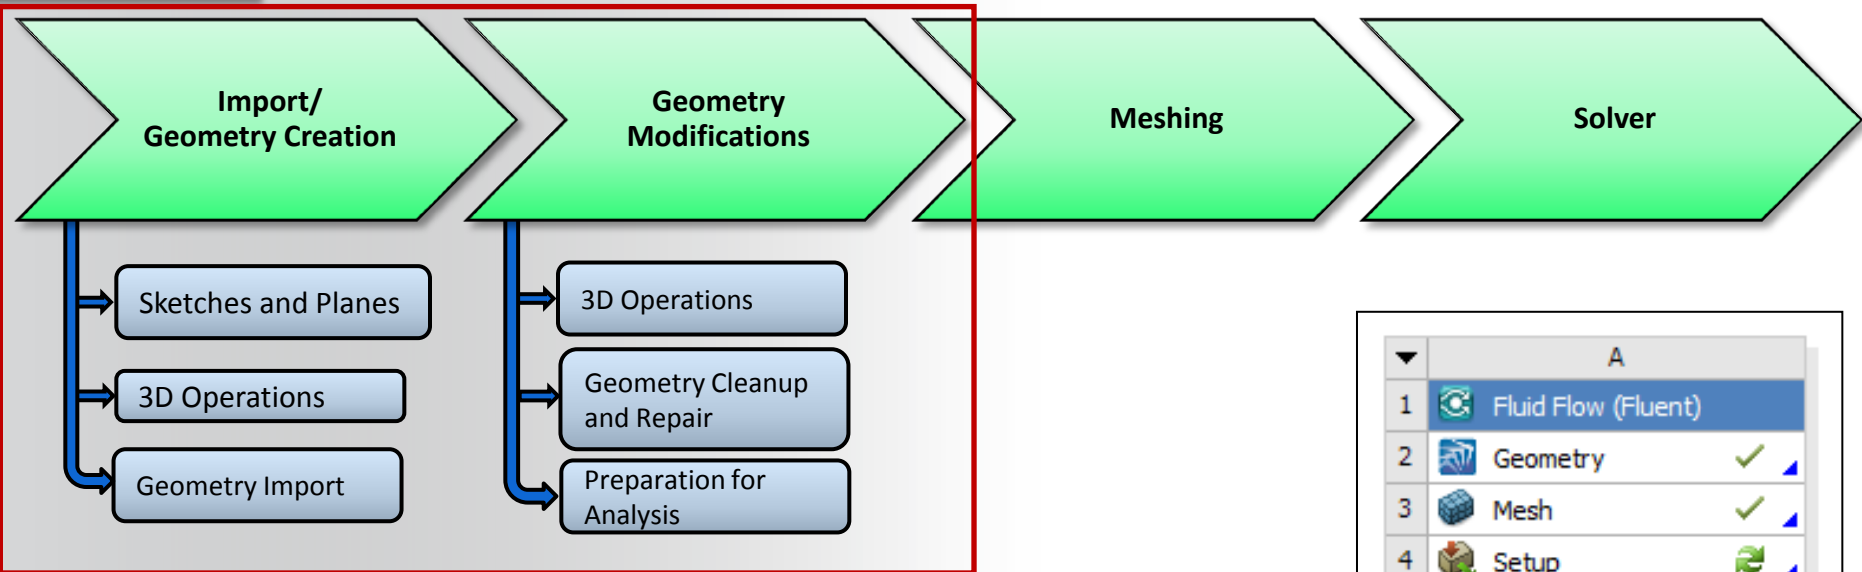 Import/
Geometry Creation
Geometry
Modifications
Meshing
Solver
Sketches and Planes
3D Operations
Geometry Import
3D Operations
Geometry Cleanup
and Repair
Preparation for
Analysis
A
1 Fluid Flow (Fluent)
2 Geometry
3 Mesh
4 Setup